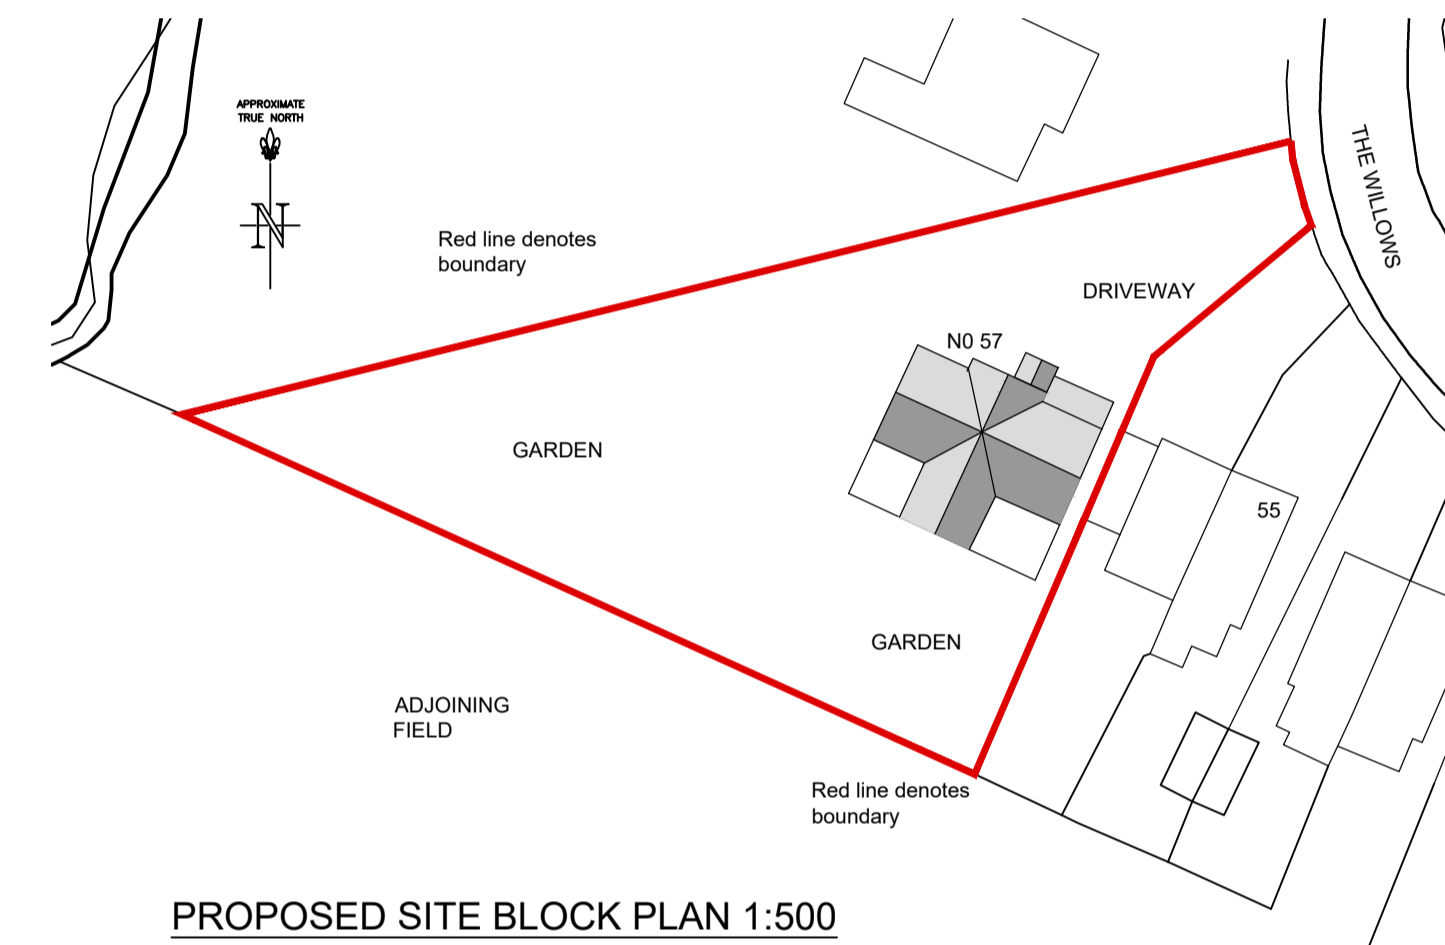 APPROXIMATE
TRUE NORTH
N
THE WILLOWS
Red line denotes
boundary
DRIVEWAY
N0 57
GARDEN
55
GARDEN
ADJOINING
FIELD
Red line denotes
boundary
PROPOSED SITE BLOCK PLAN 1:500